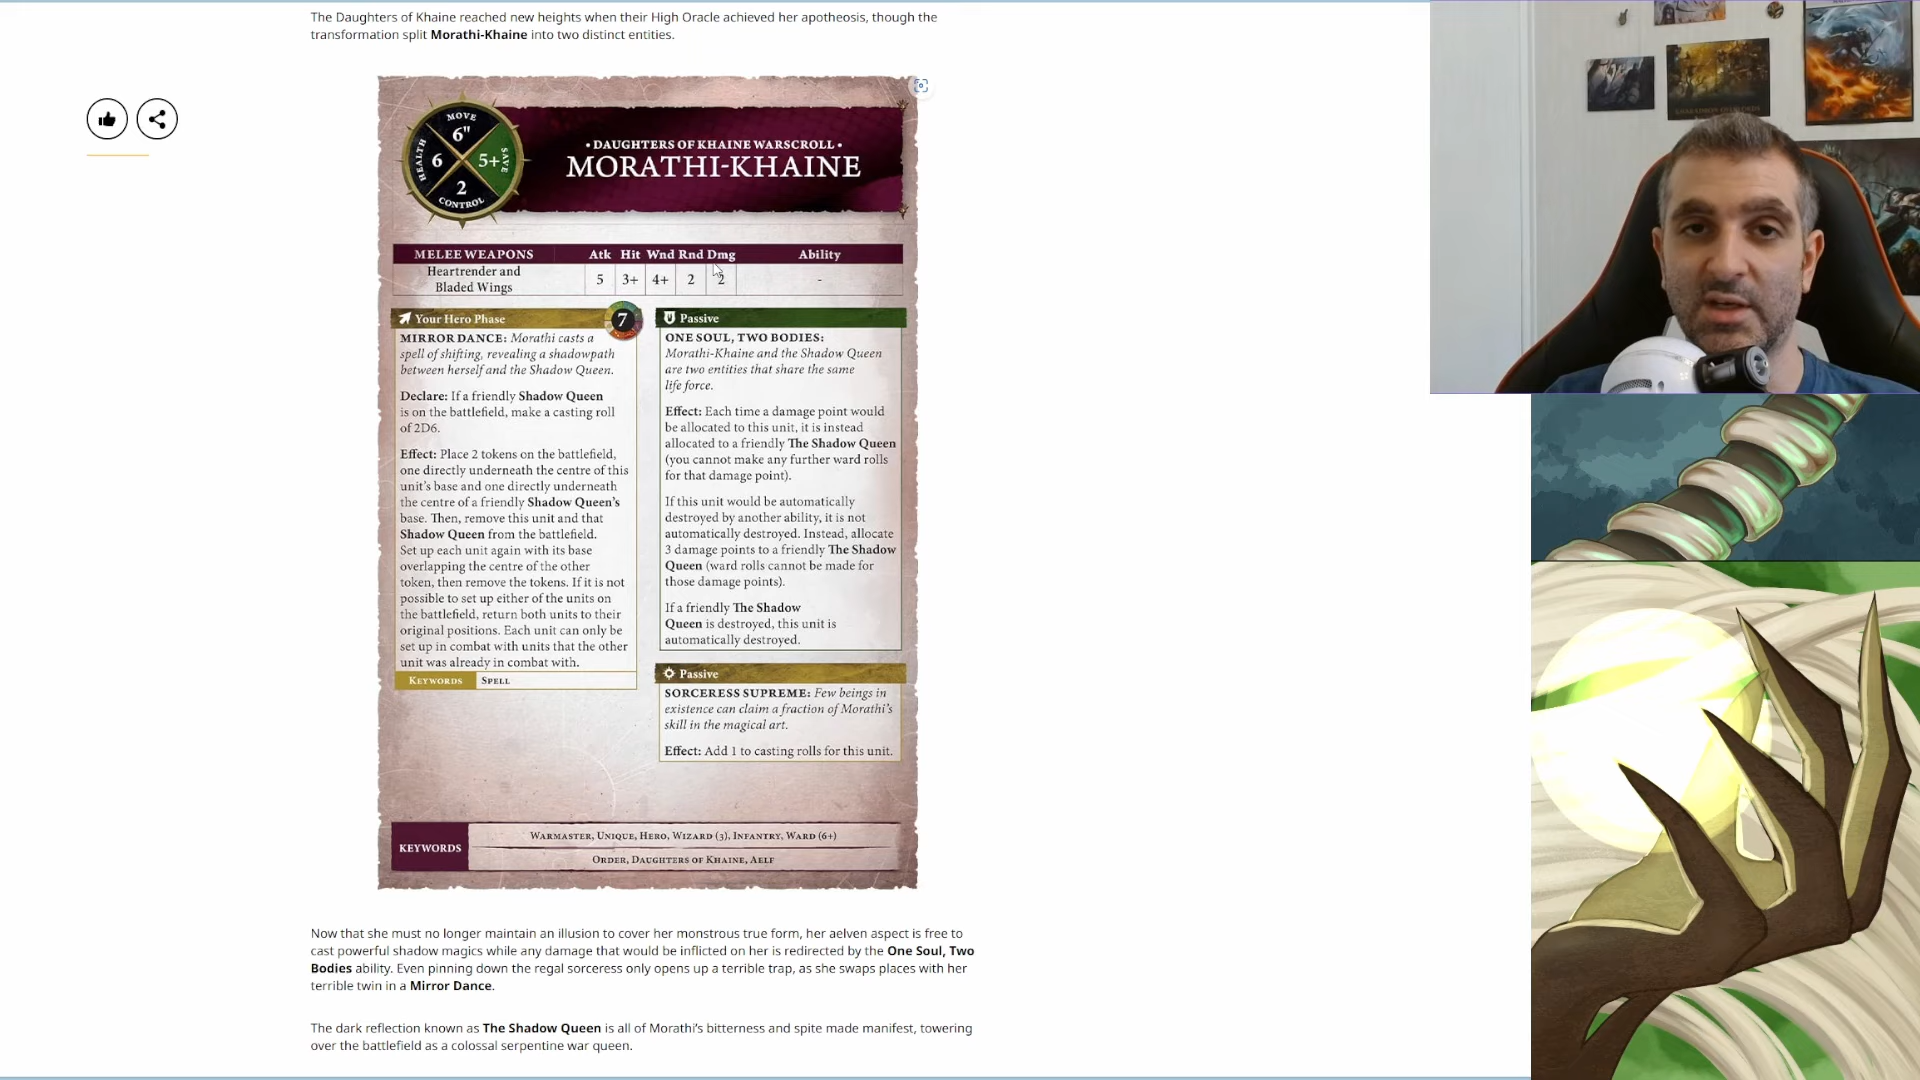 The Daughters of Khaine reached new heights when their High Oracle achieved her apotheosis, though the
transformation split Morathi-Khaine into two distinct entities.
MOVE
6"
HEALTH
6
5+
SAVE
2
CONTROL
• DAUGHTERS OF KHAINE WARSCROLL •
MORATHI-KHAINE
MELEE WEAPONS Atk Hit Wnd Rnd Dmg Ability
Heartrender and
Bladed Wings
5 3+ 4+ 2 2 -
Your Hero Phase
7
MIRROR DANCE: Morathi casts a
spell of shifting, revealing a shadowpath
between herself and the Shadow Queen.
Declare: If a friendly Shadow Queen
is on the battlefield, make a casting roll
of 2D6.
Effect: Place 2 tokens on the battlefield,
one directly underneath the centre of this
unit's base and one directly underneath
the centre of a friendly Shadow Queen's
base. Then, remove this unit and that
Shadow Queen from the battlefield.
Set up each unit again with its base
overlapping the centre of the other
token, then remove the tokens. If it is not
possible to set up either of the units on
the battlefield, return both units to their
original positions. Each unit can only be
set up in combat with units that the other
unit was already in combat with.
KEYWORDS SPELL
Passive
ONE SOUL, TWO BODIES:
Morathi-Khaine and the Shadow Queen
are two entities that share the same
life force.
Effect: Each time a damage point would
be allocated to this unit, it is instead
allocated to a friendly The Shadow Queen
(you cannot make any further ward rolls
for that damage point).
If this unit would be automatically
destroyed by another ability, it is not
automatically destroyed. Instead, allocate
3 damage points to a friendly The Shadow
Queen (ward rolls cannot be made for
those damage points).
If a friendly The Shadow
Queen is destroyed, this unit is
automatically destroyed.
Passive
SORCERESS SUPREME: Few beings in
existence can claim a fraction of Morathi's
skill in the magical art.
Effect: Add 1 to casting rolls for this unit.
KEYWORDS
WARMASTER, UNIQUE, HERO, WIZARD (3), INFANTRY, WARD (6+)
ORDER, DAUGHTERS OF KHAINE, AELF
Now that she must no longer maintain an illusion to cover her monstrous true form, her aelven aspect is free to
cast powerful shadow magics while any damage that would be inflicted on her is redirected by the One Soul, Two
Bodies ability. Even pinning down the regal sorceress only opens up a terrible trap, as she swaps places with her
terrible twin in a Mirror Dance.
The dark reflection known as The Shadow Queen is all of Morathi's bitterness and spite made manifest, towering
over the battlefield as a colossal serpentine war queen.